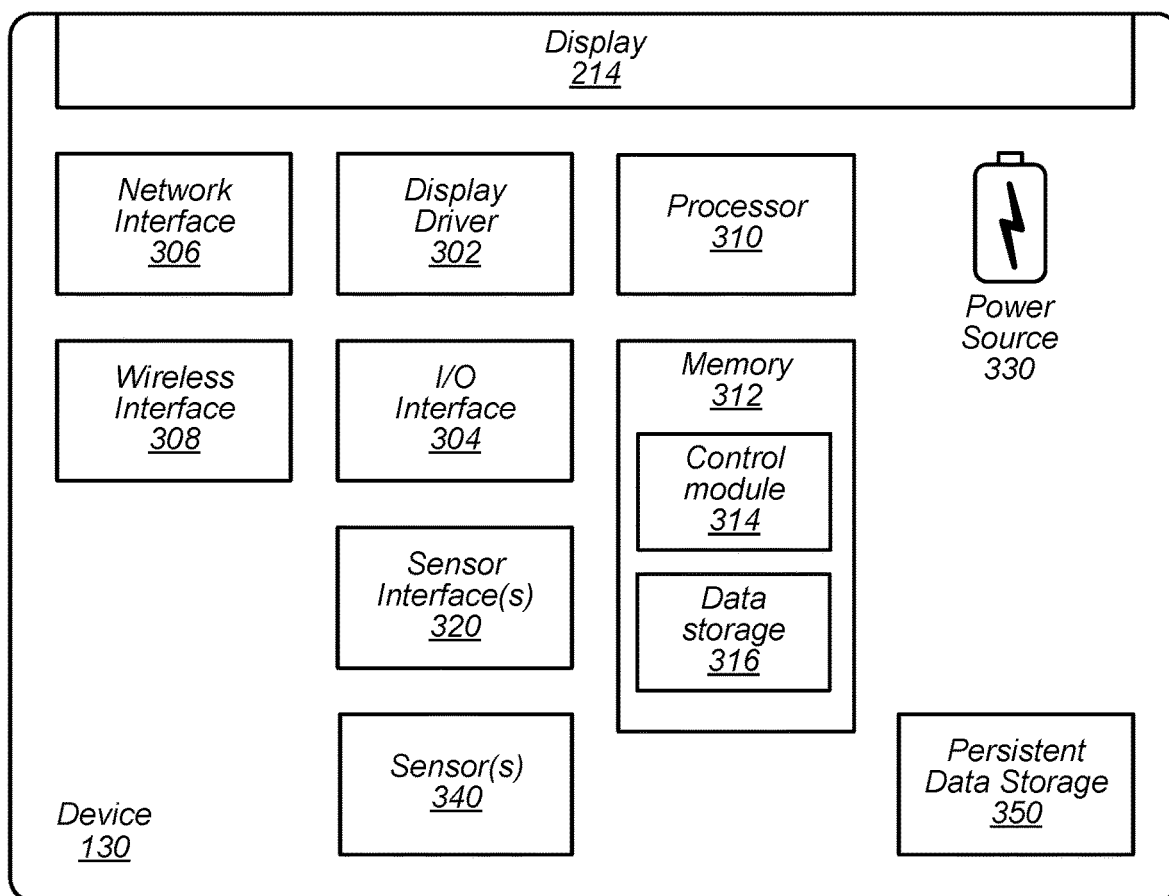 Display
214
Network
Interface
306
Display
Driver
302
Processor
310
Power
Source
330
Wireless
Interface
308
I/O
Interface
304
Memory
312
Control
module
314
Data
storage
316
Sensor
Interface(s)
320
Sensor(s)
340
Persistent
Data Storage
350
Device
130